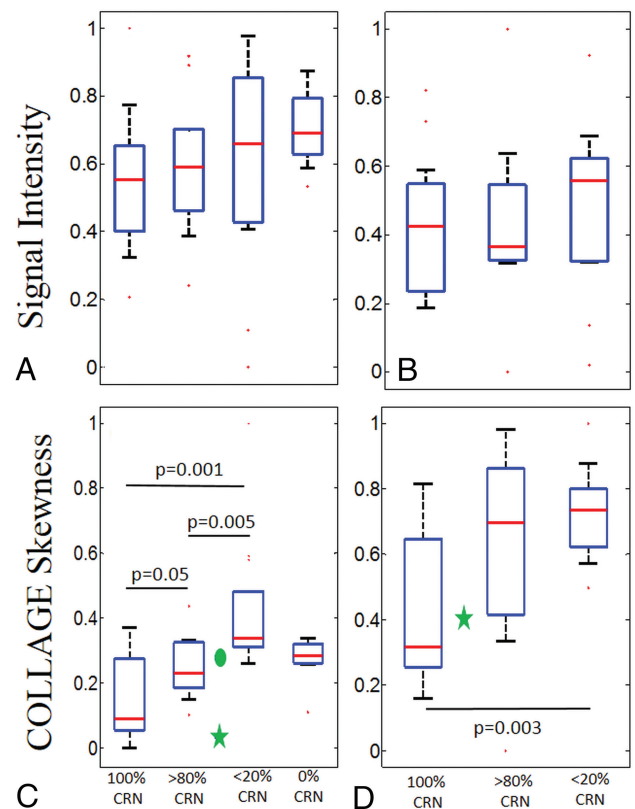 Signal Intensity
1
0.8
0.6
0.4
0.2
0
A
1
0.8
0.6
0.4
0.2
0
B
COLLAGE Skewness
1
0.8
0.6
0.4
0.2
0
p=0.001
p=0.005
p=0.05
C
100%
CRN
>80%
CRN
<20%
CRN
0%
CRN
1
0.8
0.6
0.4
0.2
0
p=0.003
D
100%
CRN
>80%
CRN
<20%
CRN